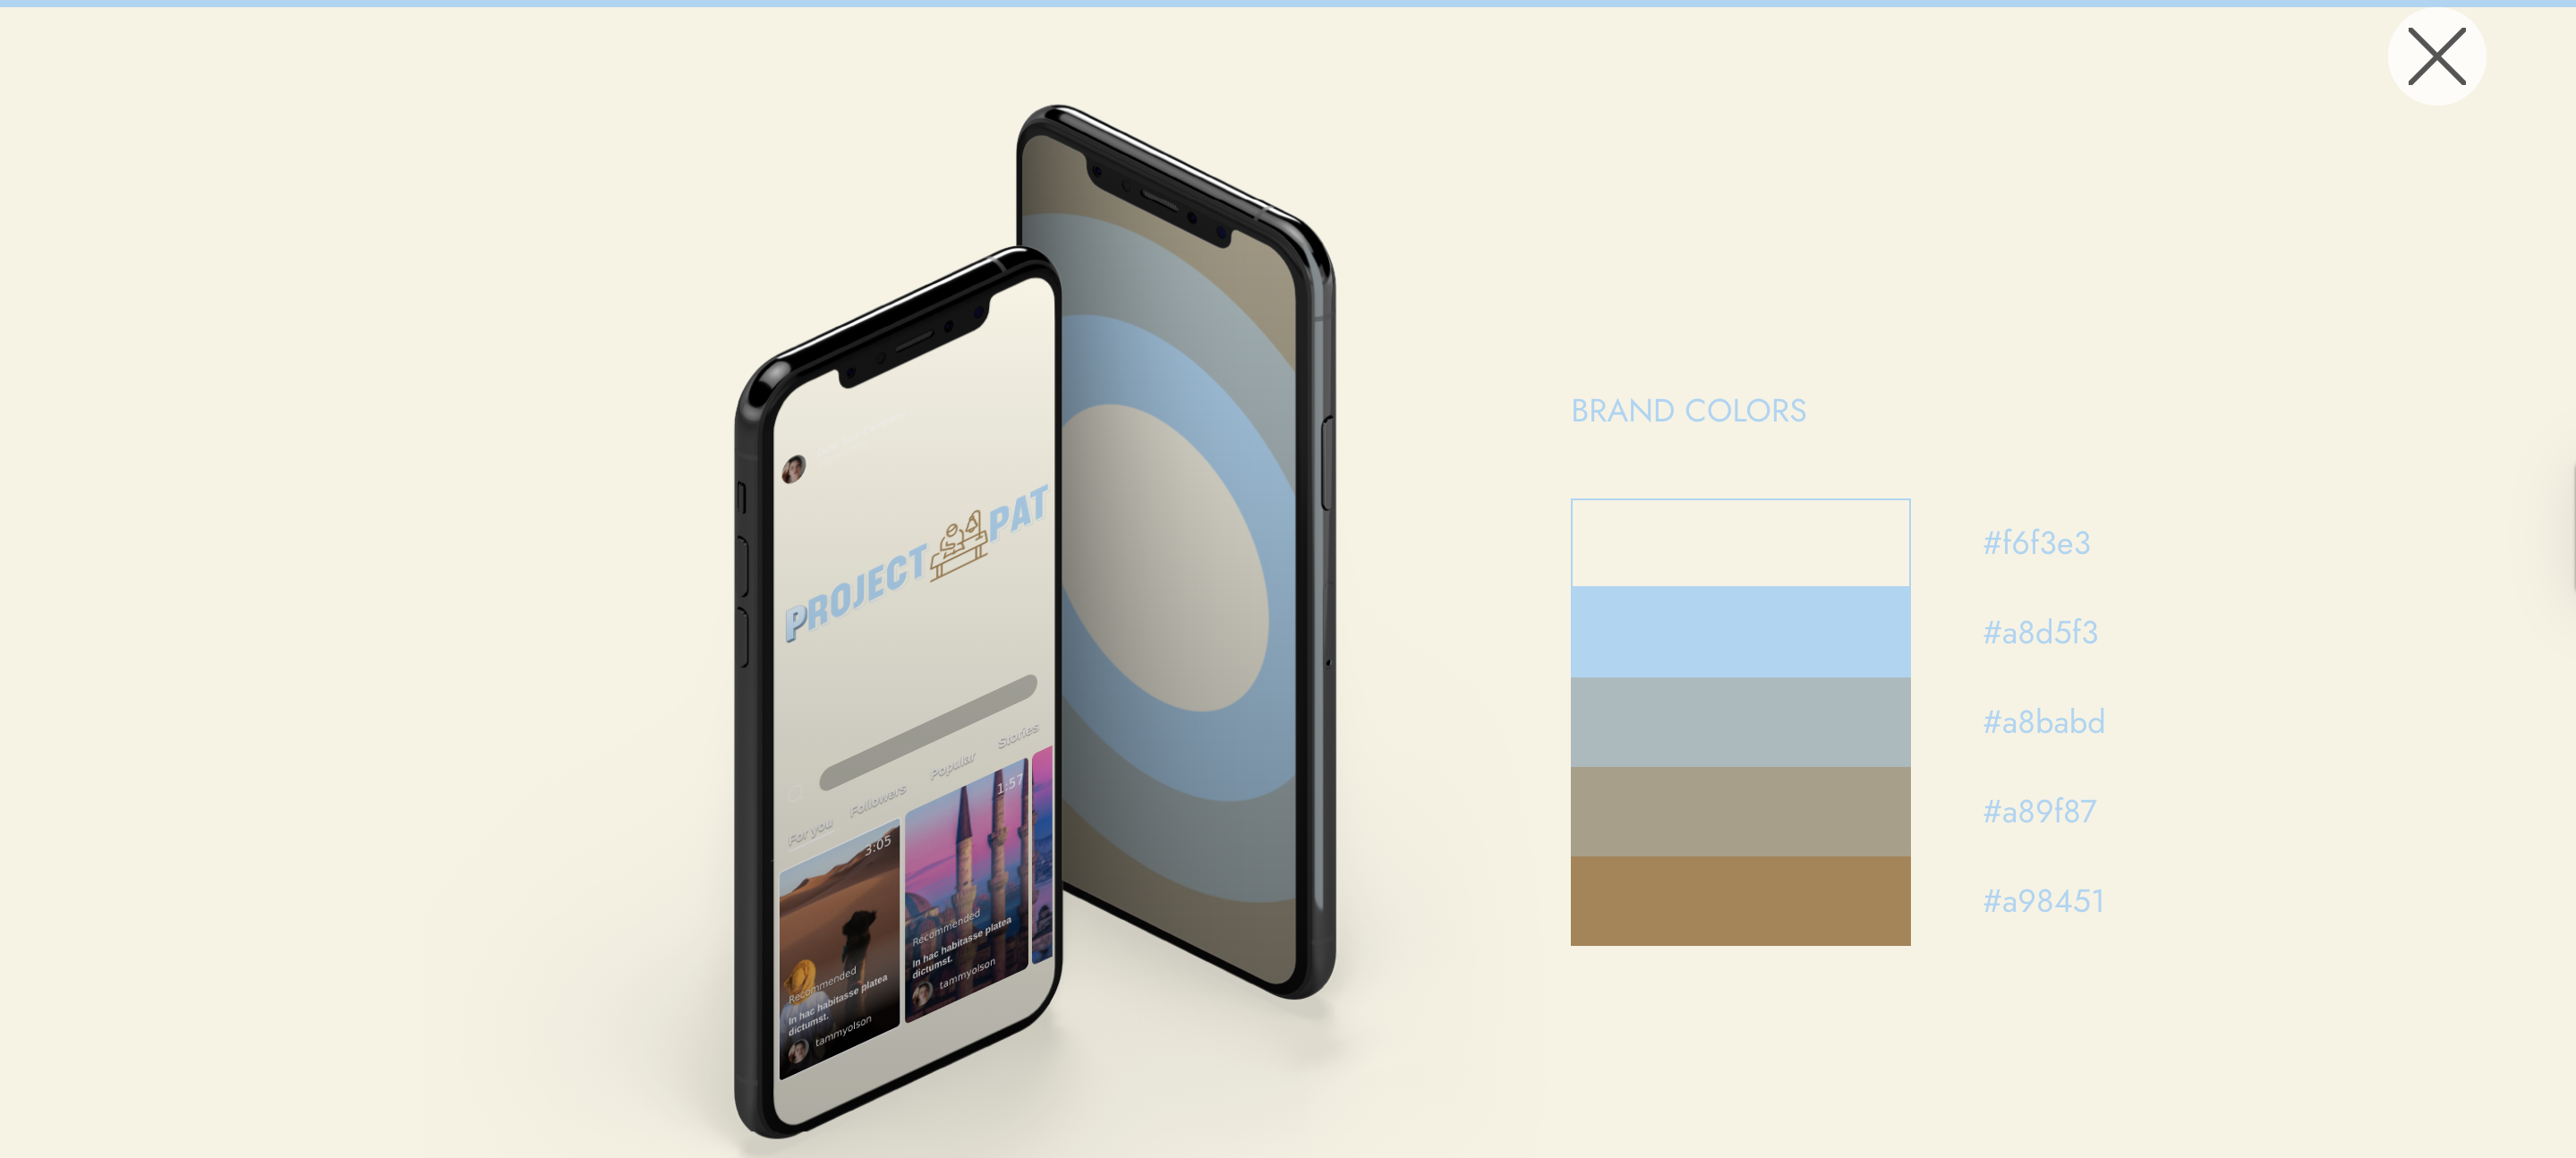 PROJECT PAT
For you Followers Popular Stories
3:05
Recommended
In hac habitasse platea
dictumst.
tammyolson
1:57
Recommended
In hac habitasse platea
dictumst.
tammyolson
BRAND COLORS
#f6f3e3
#a8d5f3
#a8babd
#a89f87
#a98451